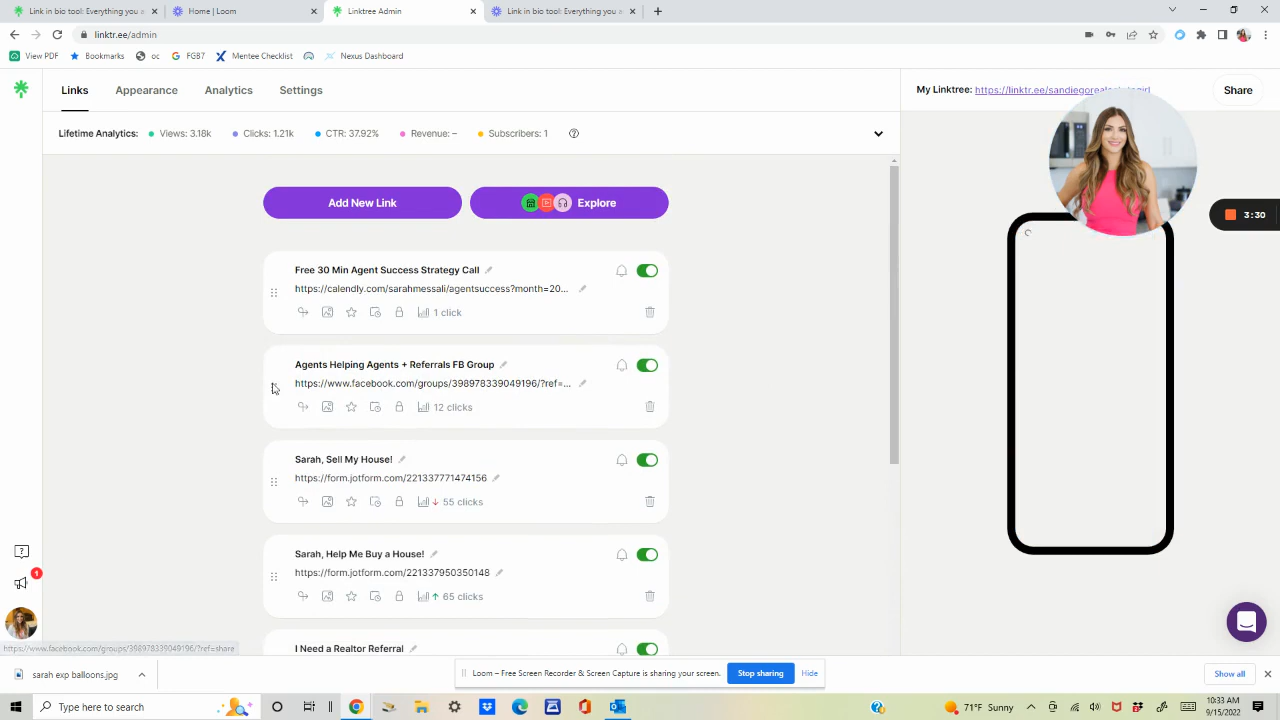 Link in bio tool: Everything you a
Home | Loom
Linktree Admin
Link in bio tool: Everything you a
linktr.ee/admin
View PDF
Bookmarks
oc
FGB7
Mentee Checklist
Nexus Dashboard
Links
Appearance
Analytics
Settings
My Linktree:
Share
Lifetime Analytics:
Views: 3.18k
Clicks: 1.21k
CTR: 37.92%
Revenue: –
Subscribers: 1
Add New Link
Explore
3:30
Free 30 Min Agent Success Strategy Call
https://calendly.com/sarahmessali/agentsuccess?month=20...
1 click
Agents Helping Agents + Referrals FB Group
https://www.facebook.com/groups/398978339049196/?ref=...
12 clicks
Sarah, Sell My House!
https://form.jotform.com/221337771474156
55 clicks
Sarah, Help Me Buy a House!
https://form.jotform.com/221337950350148
65 clicks
1
I Need a Realtor Referral
https://www.facebook.com/groups/398978339049196/?ref=share
sarah exp balloons.jpg
Loom – Free Screen Recorder & Screen Capture is sharing your screen.
Stop sharing
Hide
Show all
Type here to search
71°F Sunny
10:33 AM
9/15/2022